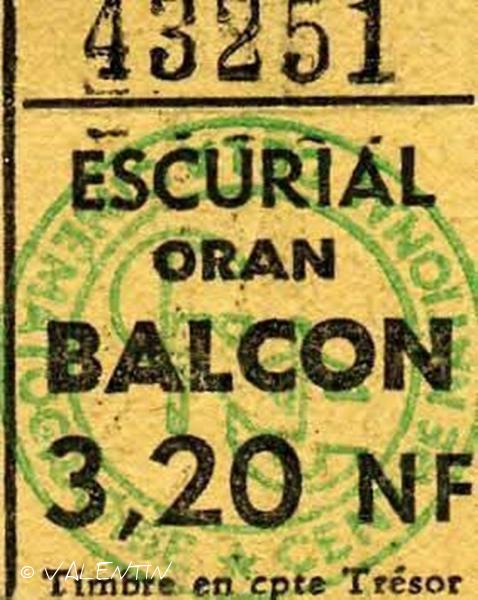 43251
ESCURIAL
ORAN
BALCON
3,20 NF
Timbre en cpte Trésor
© VALENTIN